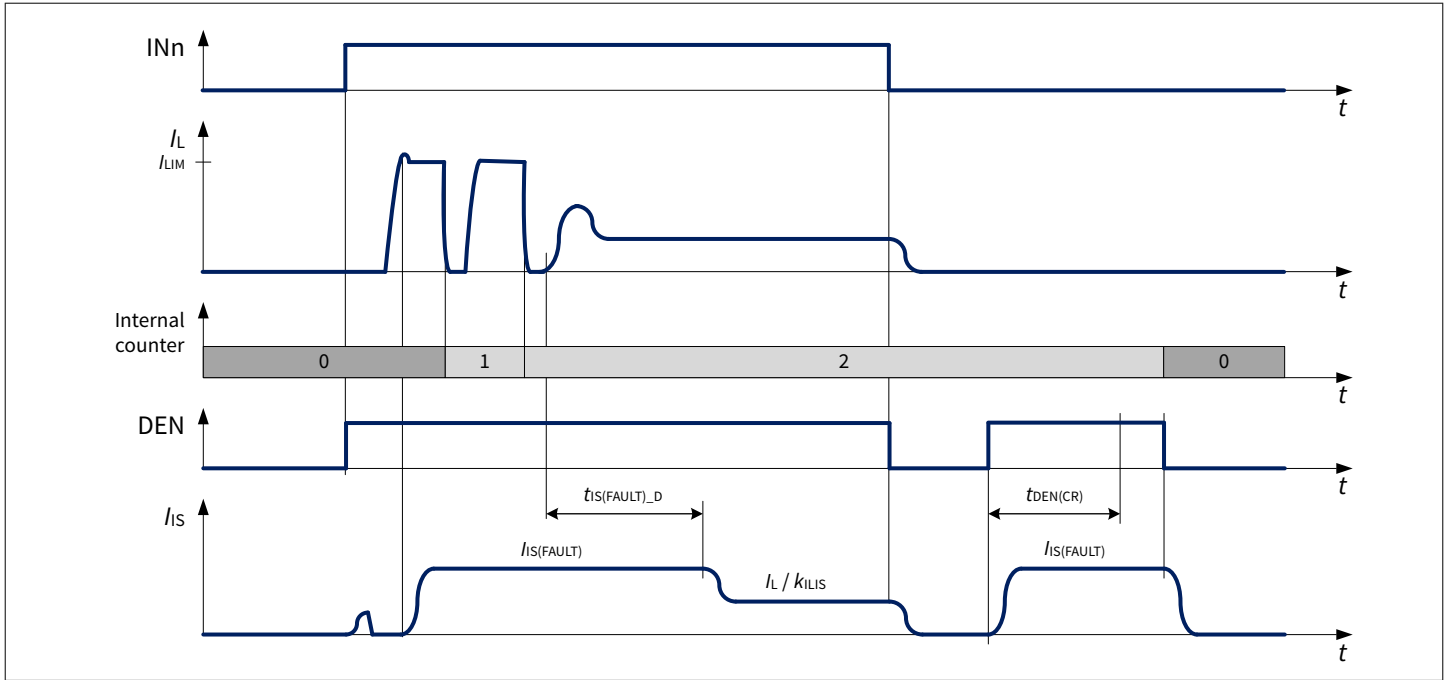 INn
t
IL
ILIM
t
Internal
counter
0 1 2 0
t
DEN
t
tIS(FAULT)_D tDEN(CR)
IIS
IIS(FAULT) IL / kILIS IIS(FAULT)
t